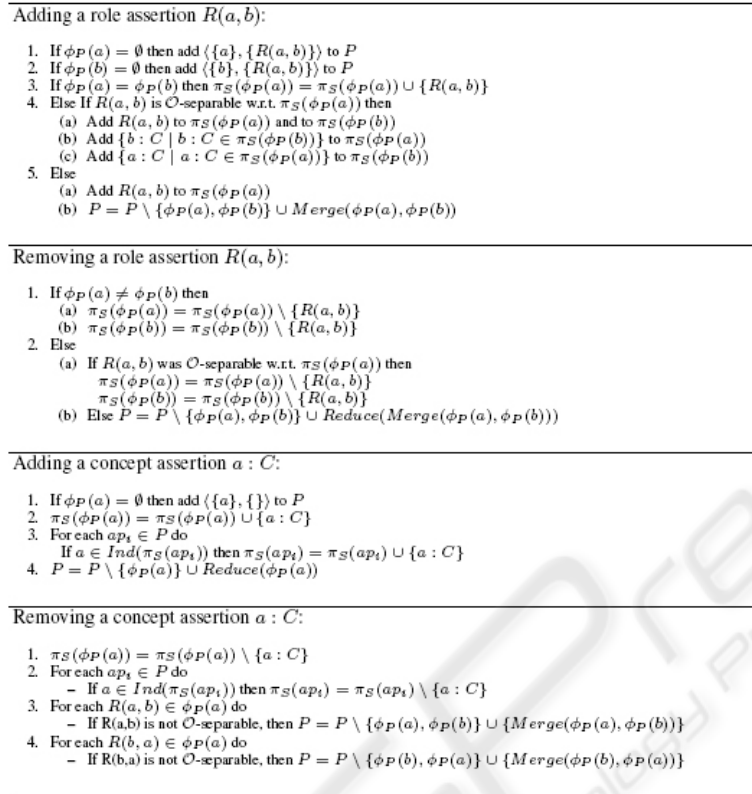 Adding a role assertion R(a, b):
1. If ϕP(a) = ∅ then add ⟨{a}, {R(a, b)}⟩ to P
2. If ϕP(b) = ∅ then add ⟨{b}, {R(a, b)}⟩ to P
3. If ϕP(a) = ϕP(b) then πS(ϕP(a)) = πS(ϕP(a)) ∪ {R(a, b)}
4. Else If R(a, b) is O-separable w.r.t. πS(ϕP(a)) then
(a) Add R(a, b) to πS(ϕP(a)) and to πS(ϕP(b))
(b) Add {b : C | b : C ∈ πS(ϕP(b))} to πS(ϕP(a))
(c) Add {a : C | a : C ∈ πS(ϕP(a))} to πS(ϕP(b))
5. Else
(a) Add R(a, b) to πS(ϕP(a))
(b) P = P \ {ϕP(a), ϕP(b)} ∪ Merge(ϕP(a), ϕP(b))
Removing a role assertion R(a, b):
1. If ϕP(a) ≠ ϕP(b) then
(a) πS(ϕP(a)) = πS(ϕP(a)) \ {R(a, b)}
(b) πS(ϕP(b)) = πS(ϕP(b)) \ {R(a, b)}
2. Else
(a) If R(a, b) was O-separable w.r.t. πS(ϕP(a)) then
πS(ϕP(a)) = πS(ϕP(a)) \ {R(a, b)}
πS(ϕP(b)) = πS(ϕP(b)) \ {R(a, b)}
(b) Else P = P \ {ϕP(a), ϕP(b)} ∪ Reduce(Merge(ϕP(a), ϕP(b)))
Adding a concept assertion a : C:
1. If ϕP(a) = ∅ then add ⟨{a}, {}⟩ to P
2. πS(ϕP(a)) = πS(ϕP(a)) ∪ {a : C}
3. For each api ∈ P do
If a ∈ Ind(πS(api)) then πS(api) = πS(api) ∪ {a : C}
4. P = P \ {ϕP(a)} ∪ Reduce(ϕP(a))
Removing a concept assertion a : C:
1. πS(ϕP(a)) = πS(ϕP(a)) \ {a : C}
2. For each api ∈ P do
– If a ∈ Ind(πS(api)) then πS(api) = πS(api) \ {a : C}
3. For each R(a, b) ∈ ϕP(a) do
– If R(a,b) is not O-separable, then P = P \ {ϕP(a), ϕP(b)} ∪ {Merge(ϕP(a), ϕP(b))}
4. For each R(b, a) ∈ ϕP(a) do
– If R(b,a) is not O-separable, then P = P \ {ϕP(b), ϕP(a)} ∪ {Merge(ϕP(b), ϕP(a))}